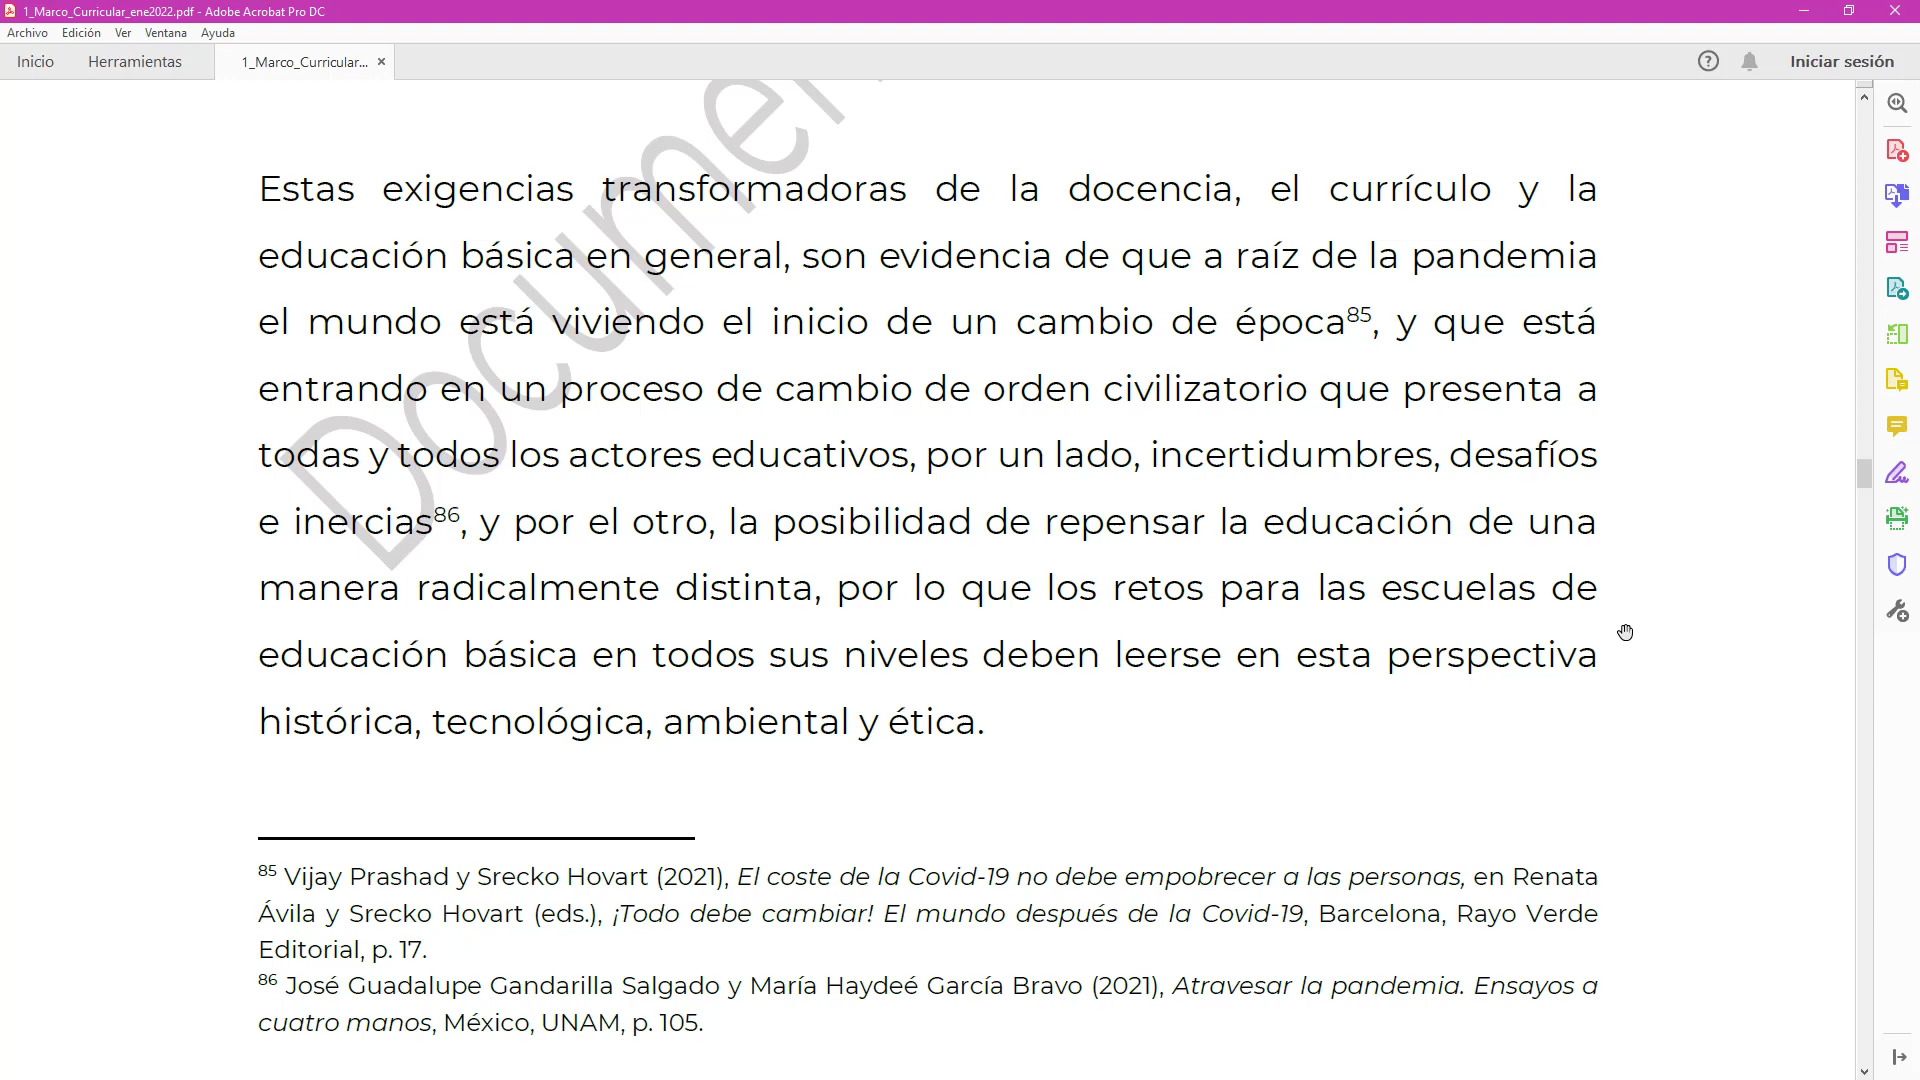 1_Marco_Curricular_ene2022.pdf - Adobe Acrobat Pro DC
Archivo Edición Ver Ventana Ayuda
Inicio Herramientas 1_Marco_Curricular... × Iniciar sesión
Estas exigencias transformadoras de la docencia, el currículo y la
educación básica en general, son evidencia de que a raíz de la pandemia
el mundo está viviendo el inicio de un cambio de época85, y que está
entrando en un proceso de cambio de orden civilizatorio que presenta a
todas y todos los actores educativos, por un lado, incertidumbres, desafíos
e inercias86, y por el otro, la posibilidad de repensar la educación de una
manera radicalmente distinta, por lo que los retos para las escuelas de
educación básica en todos sus niveles deben leerse en esta perspectiva
histórica, tecnológica, ambiental y ética.
85 Vijay Prashad y Srecko Hovart (2021), El coste de la Covid-19 no debe empobrecer a las personas, en Renata
Ávila y Srecko Hovart (eds.), ¡Todo debe cambiar! El mundo después de la Covid-19, Barcelona, Rayo Verde
Editorial, p. 17.
86 José Guadalupe Gandarilla Salgado y María Haydeé García Bravo (2021), Atravesar la pandemia. Ensayos a
cuatro manos, México, UNAM, p. 105.